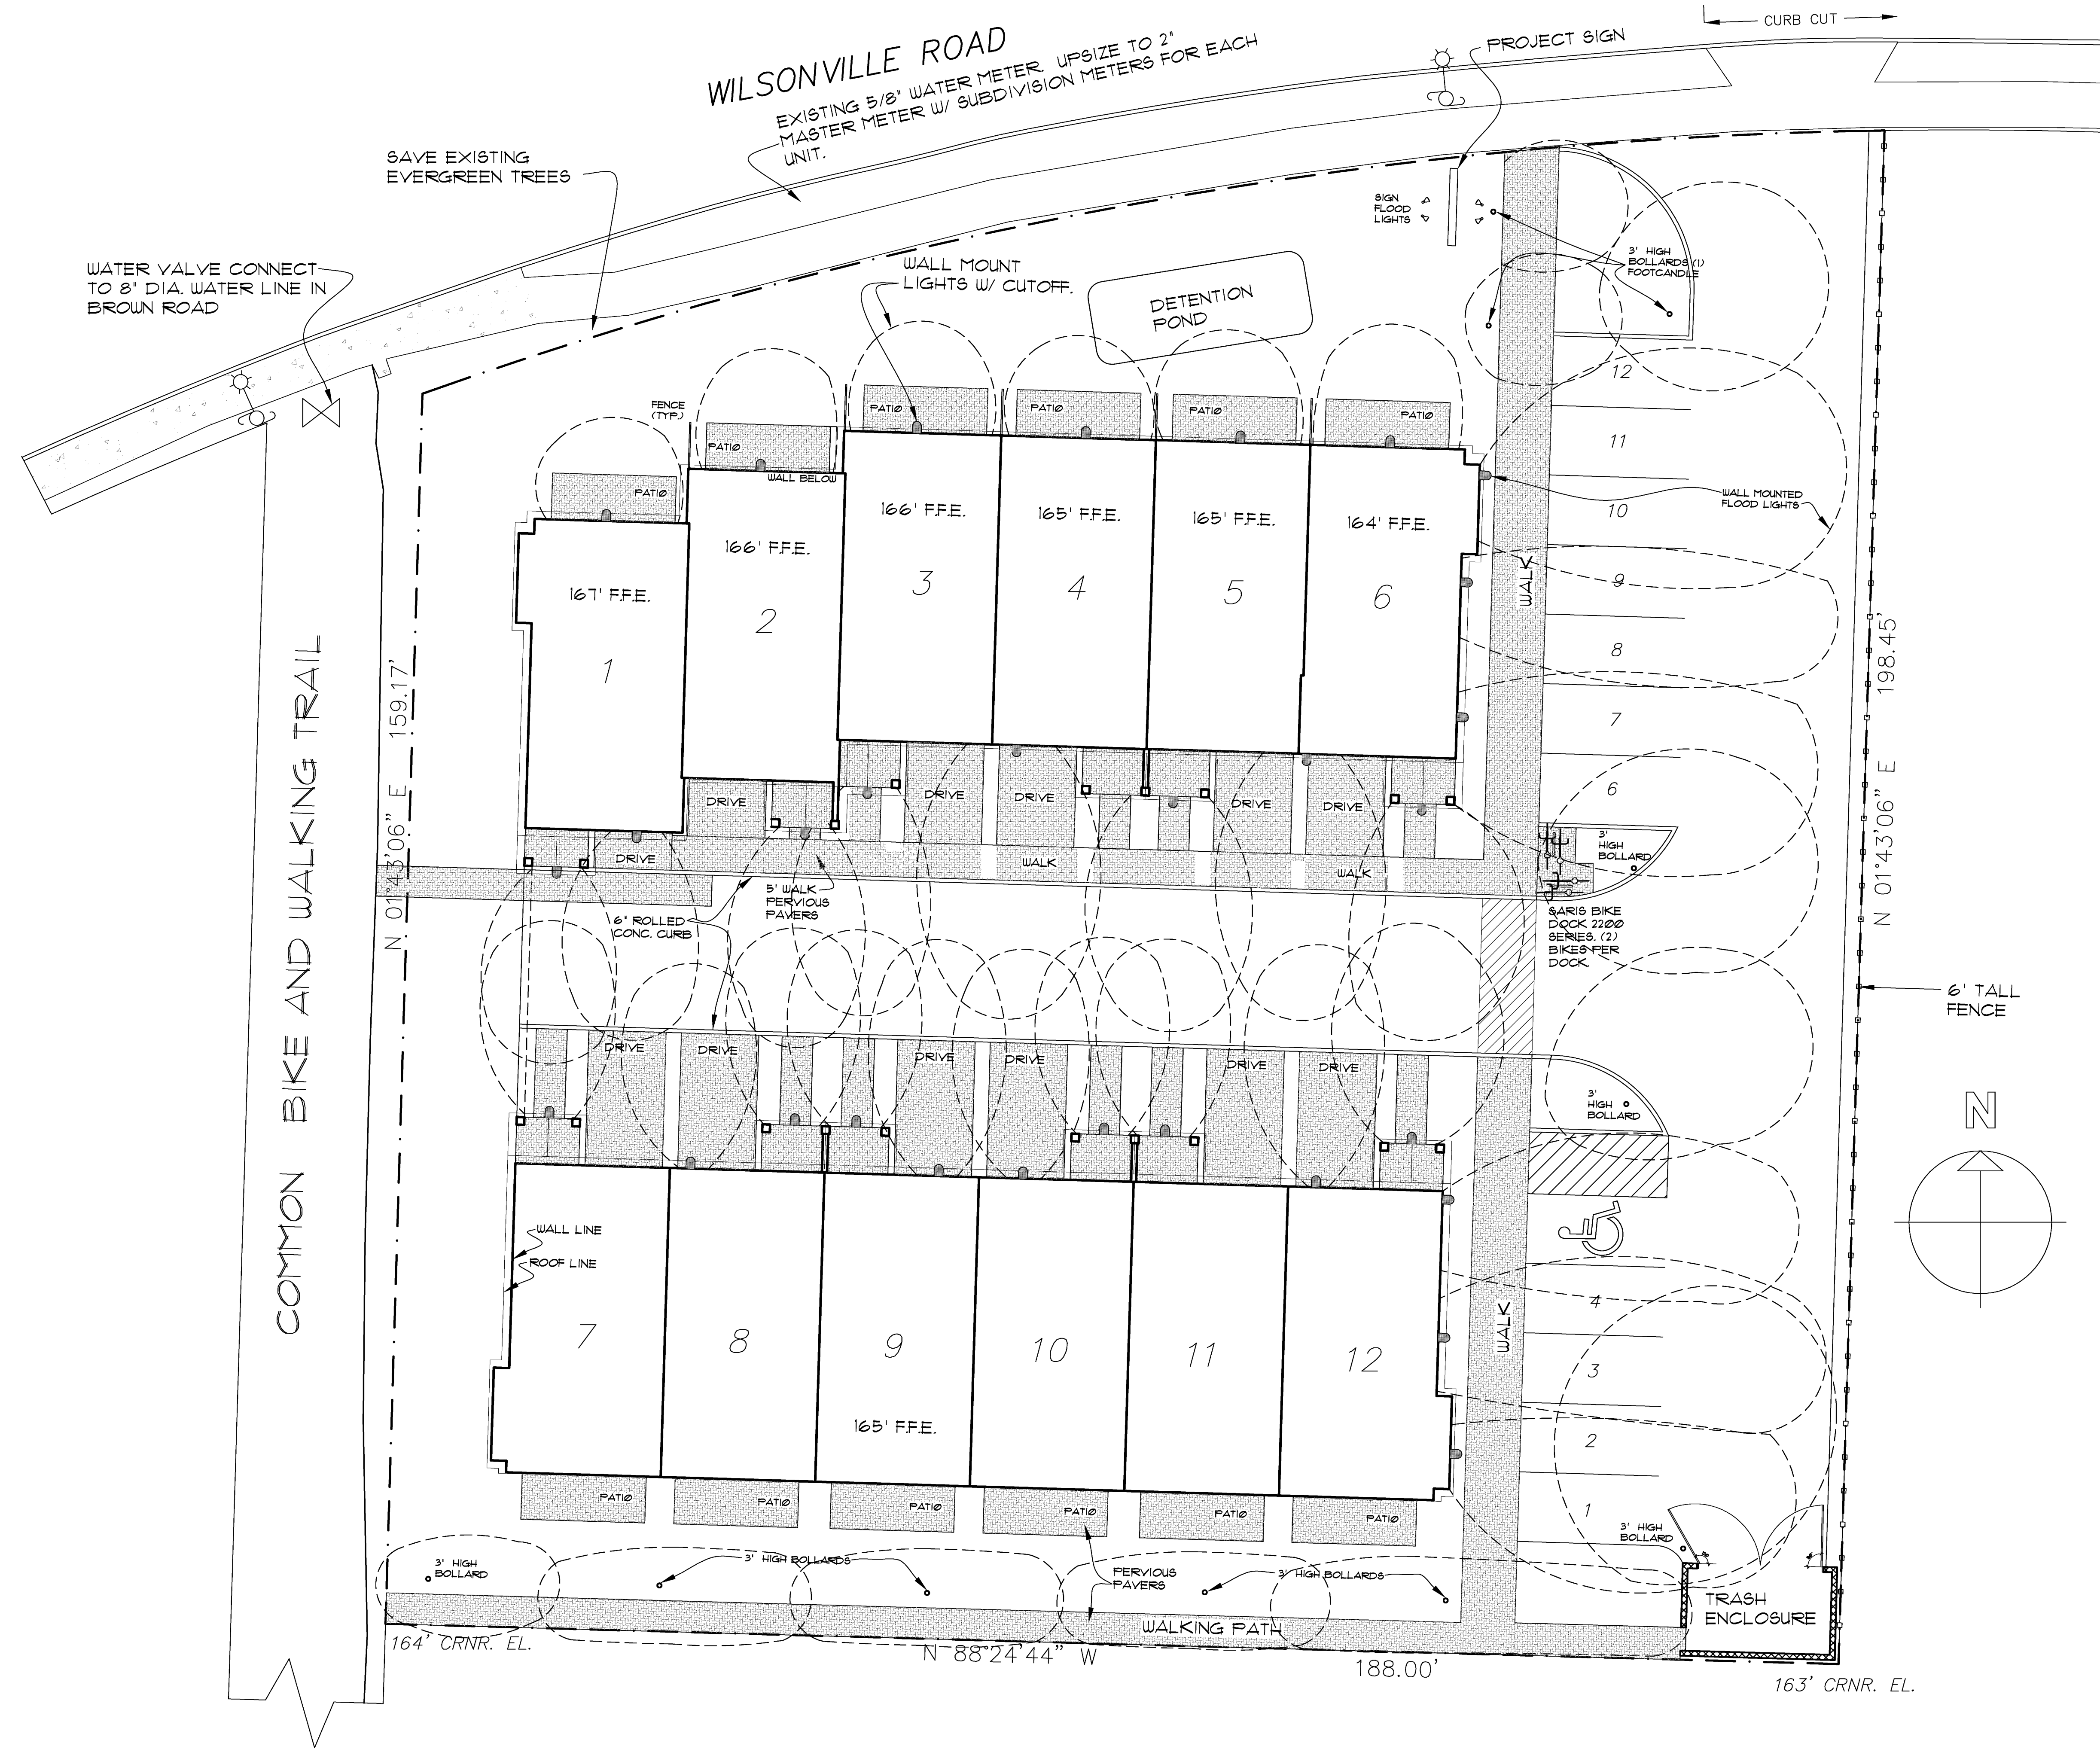 CURB CUT
PROJECT SIGN
WILSONVILLE ROAD
EXISTING 5/8" WATER METER. UPSIZE TO 2"
MASTER METER W/ SUBDIVISION METERS FOR EACH
UNIT.
SAVE EXISTING
EVERGREEN TREES
WATER VALVE CONNECT
TO 8" DIA. WATER LINE IN
BROWN ROAD
SIGN
FLOOD
LIGHTS
3' HIGH
BOLLARDS (1)
FOOTCANDLE
WALL MOUNT
LIGHTS W/ CUTOFF.
DETENTION
POND
FENCE
(TYP.)
PATIO
PATIO
PATIO
PATIO
PATIO
PATIO
WALL BELOW
167' F.F.E.
166' F.F.E.
166' F.F.E.
165' F.F.E.
165' F.F.E.
164' F.F.E.
1
2
3
4
5
6
WALK
12
11
10
9
8
7
6
WALL MOUNTED
FLOOD LIGHTS
N 01°43'06" E 159.17'
N 01°43'06" E 198.45'
COMMON BIKE AND WALKING TRAIL
DRIVE
DRIVE
DRIVE
DRIVE
DRIVE
DRIVE
WALK
WALK
5' WALK
PERVIOUS
PAVERS
6" ROLLED
CONC. CURB
3'
HIGH
BOLLARD
SARIS BIKE
DOCK 2200
SERIES. (2)
BIKES PER
DOCK.
6' TALL
FENCE
DRIVE
DRIVE
DRIVE
DRIVE
DRIVE
DRIVE
3'
HIGH
BOLLARD
N
WALL LINE
ROOF LINE
7
8
9
10
11
12
165' F.F.E.
WALK
4
3
2
1
PATIO
PATIO
PATIO
PATIO
PATIO
PATIO
3' HIGH
BOLLARD
3' HIGH
BOLLARD
3' HIGH BOLLARDS
PERVIOUS
PAVERS
3' HIGH BOLLARDS
TRASH
ENCLOSURE
WALKING PATH
164' CRNR. EL.
N 88°24'44" W 188.00'
163' CRNR. EL.